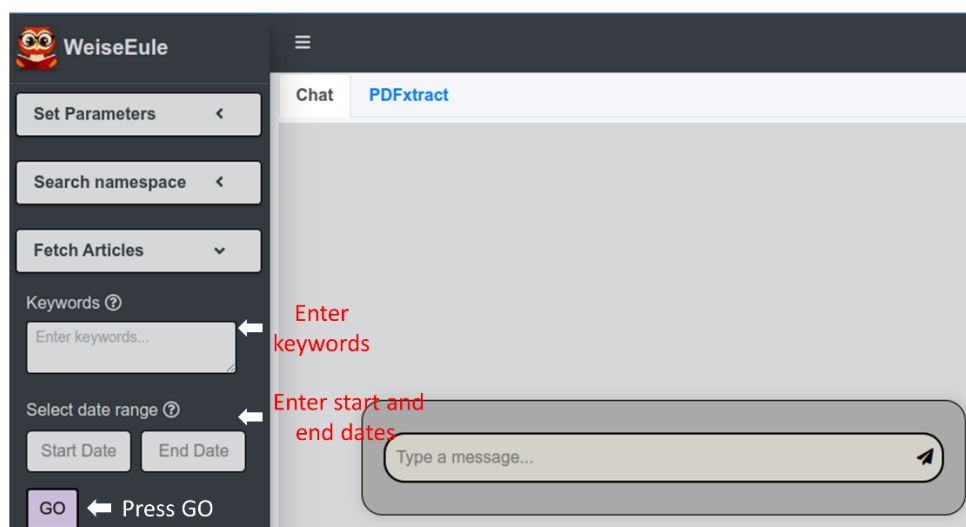 WeiseEule
Chat PDFxtract
Set Parameters
Search namespace
Fetch Articles
Keywords
Enter keywords...
Enter
keywords
Select date range
Enter start and
end dates
Start Date End Date
Type a message...
GO Press GO